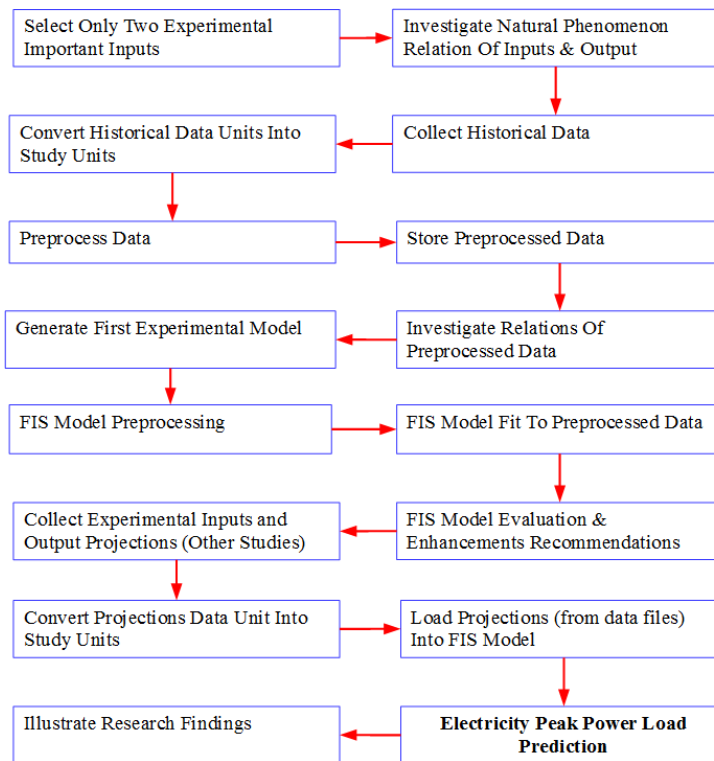 Select Only Two Experimental
Important Inputs
Investigate Natural Phenomenon
Relation Of Inputs & Output
Collect Historical Data
Convert Historical Data Units Into
Study Units
Preprocess Data
Store Preprocessed Data
Investigate Relations Of
Preprocessed Data
Generate First Experimental Model
FIS Model Preprocessing
FIS Model Fit To Preprocessed Data
FIS Model Evaluation &
Enhancements Recommendations
Collect Experimental Inputs and
Output Projections (Other Studies)
Convert Projections Data Unit Into
Study Units
Load Projections (from data files)
Into FIS Model
Electricity Peak Power Load
Prediction
Illustrate Research Findings